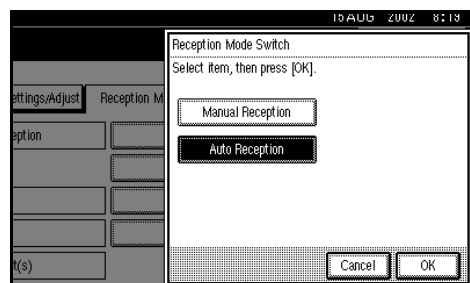 15 AUG 2002 8:19
Reception Mode Switch
Select item, then press [OK].
ettings/Adjust Reception M
Manual Reception
eption
Auto Reception
t(s)
Cancel OK